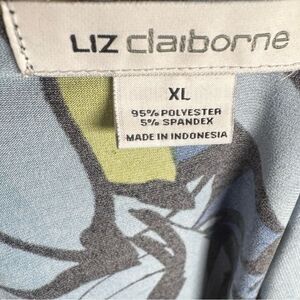 LIZ claiborne
XL
95% POLYESTER
5% SPANDEX
MADE IN INDONESIA